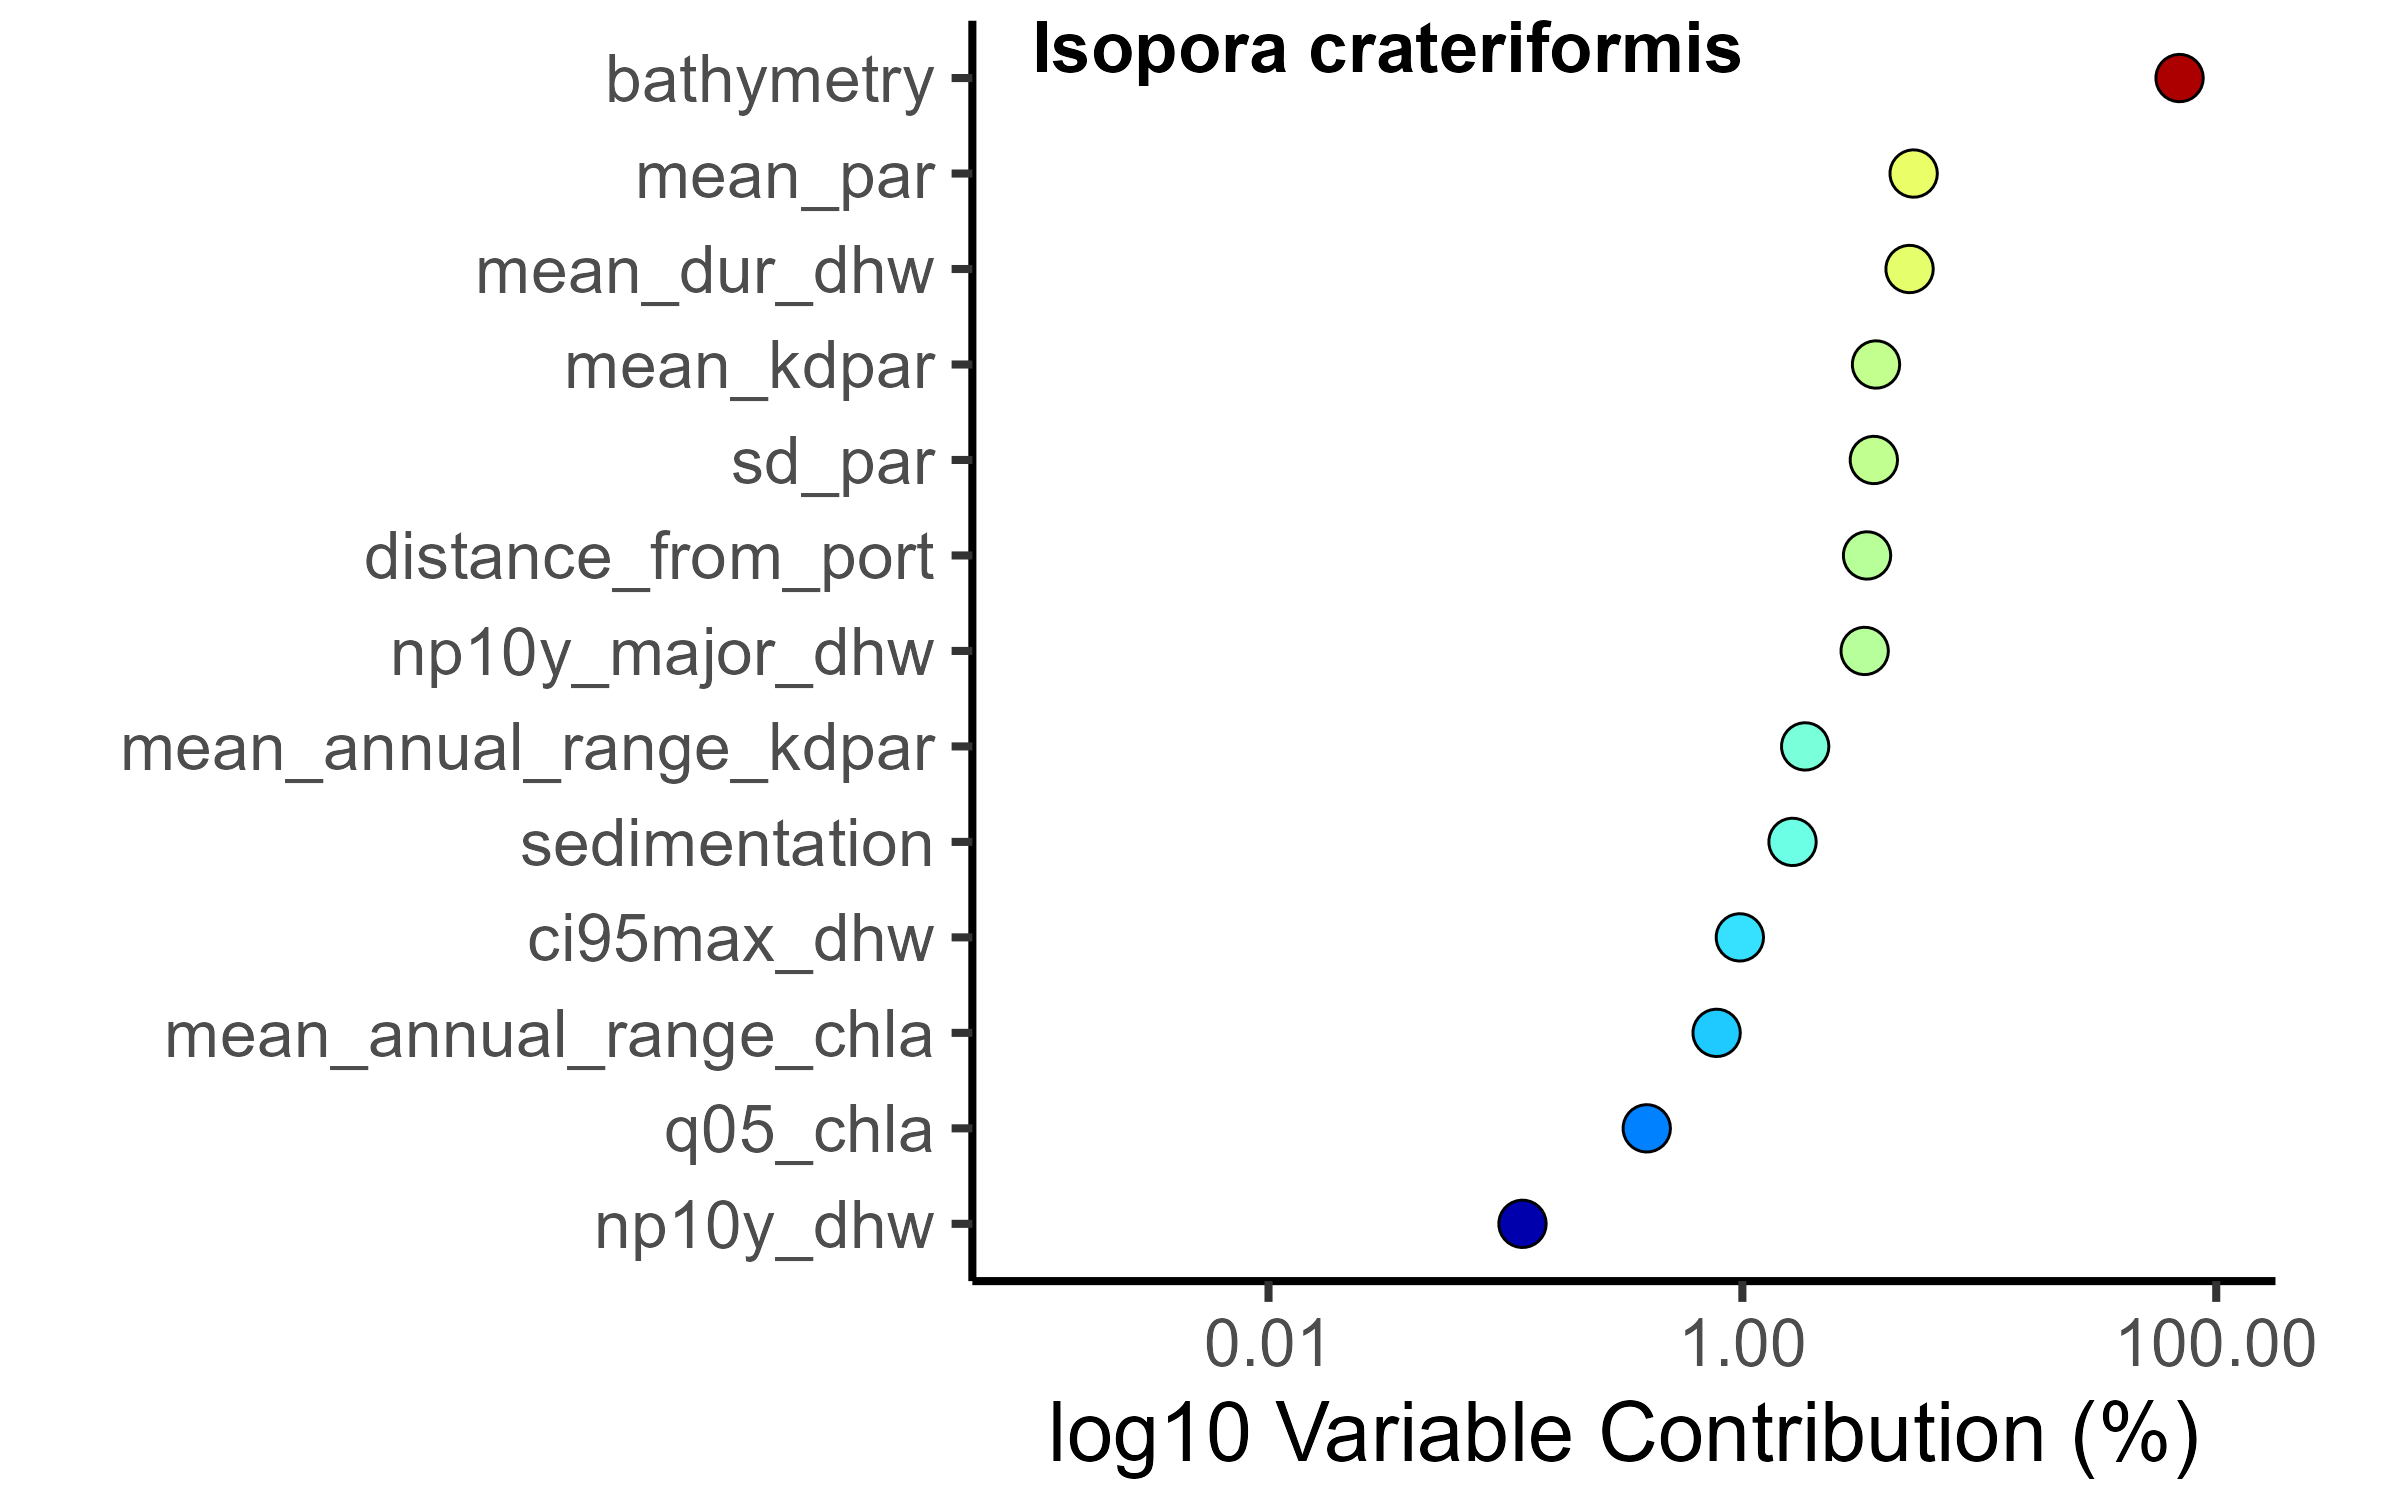 Isopora crateriformis
bathymetry
mean_par
mean_dur_dhw
mean_kdpar
sd_par
distance_from_port
np10y_major_dhw
mean_annual_range_kdpar
sedimentation
ci95max_dhw
mean_annual_range_chla
q05_chla
np10y_dhw
0.01 1.00 100.00
log10 Variable Contribution (%)